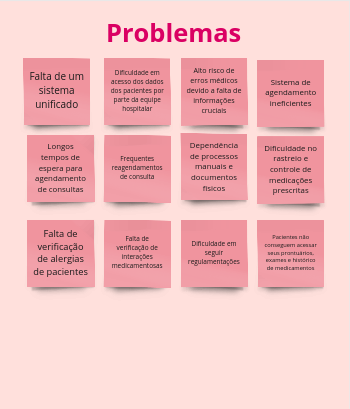 Problemas
Falta de um
sistema
unificado
Dificuldade em
acesso dos dados
dos pacientes por
parte da equipe
hospitalar
Alto risco de
erros médicos
devido a falta de
informações
cruciais
Sistema de
agendamento
ineficientes
Longos
tempos de
espera para
agendamento
de consultas
Frequentes
reagendamentos
de consulta
Dependência
de processos
manuais e
documentos
físicos
Dificuldade no
rastreio e
controle de
medicações
prescritas
Falta de
verificação
de alergias
de pacientes
Falta de
verificação de
interações
medicamentosas
Dificuldade em
seguir
regulamentações
Pacientes não
conseguem acessar
seus prontuários,
exames e histórico
de medicamentos